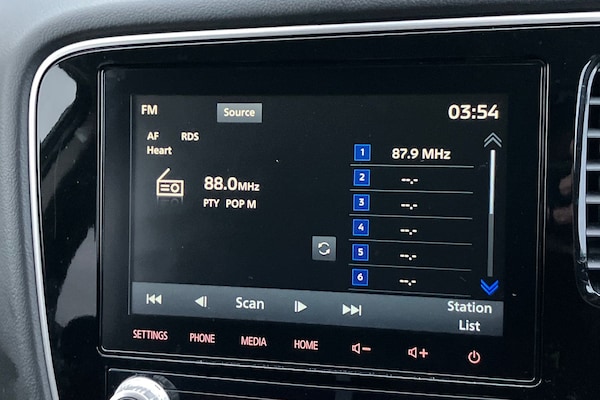 FM Source 03:54
AF RDS
Heart
88.0MHz
PTY POP M
1 87.9 MHz
2 --.-
3 --.-
4 --.-
5 --.-
6 --.-
Scan
Station
List
SETTINGS PHONE MEDIA HOME